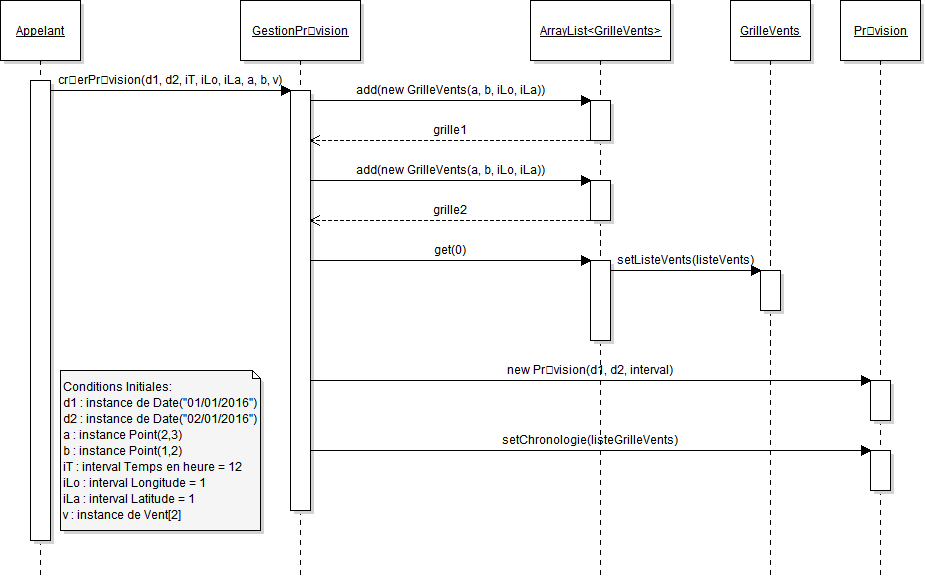 Appelant
GestionPr□vision
ArrayList<GrilleVents>
GrilleVents
Pr□vision
cr□erPr□vision(d1, d2, iT, iLo, iLa, a, b, v)
add(new GrilleVents(a, b, iLo, iLa))
grille1
add(new GrilleVents(a, b, iLo, iLa))
grille2
get(0)
setListeVents(listeVents)
new Pr□vision(d1, d2, interval)
setChronologie(listeGrilleVents)
Conditions Initiales:
d1 : instance de Date("01/01/2016")
d2 : instance de Date("02/01/2016")
a : instance Point(2,3)
b : instance Point(1,2)
iT : interval Temps en heure = 12
iLo : interval Longitude = 1
iLa : interval Latitude = 1
v : instance de Vent[2]